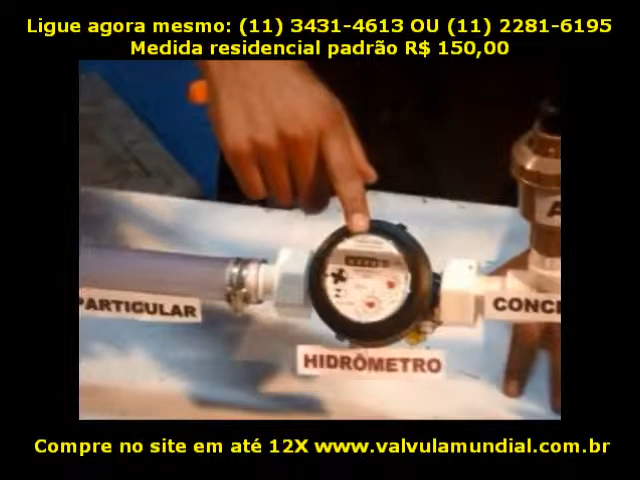 Ligue agora mesmo: (11) 3431-4613 OU (11) 2281-6195
Medida residencial padrão R$ 150,00
PARTICULAR
CONCE
HIDRÔMETRO
Compre no site em até 12X www.valvulamundial.com.br